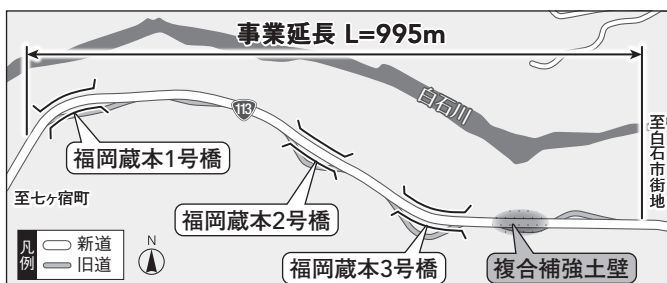 事業延長 L=995m
113
白石川
福岡蔵本1号橋
至白石市街地
至七ヶ宿町
福岡蔵本2号橋
凡例
新道
旧道
N
福岡蔵本3号橋
複合補強土壁